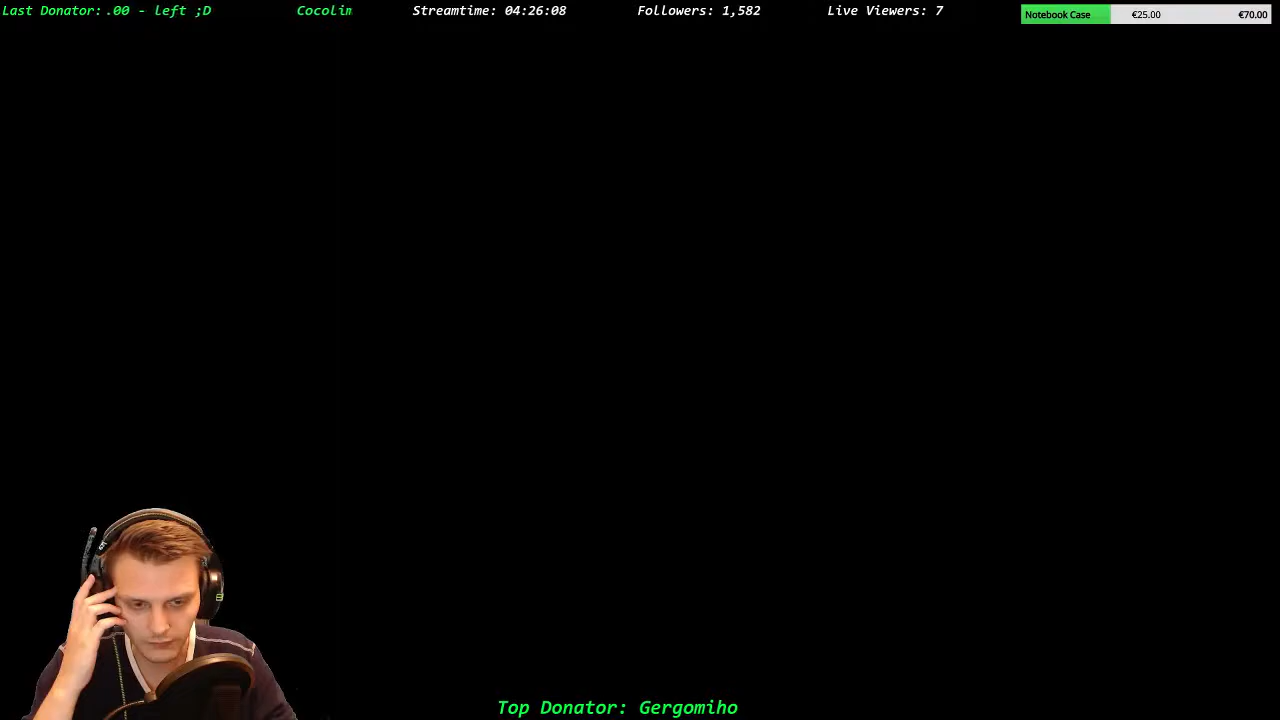 Last Donator: .00 - left ;D Cocolin Streamtime: 04:26:08 Followers: 1,582 Live Viewers: 7 Notebook Case €25.00 €70.00
Top Donator: Gergomiho